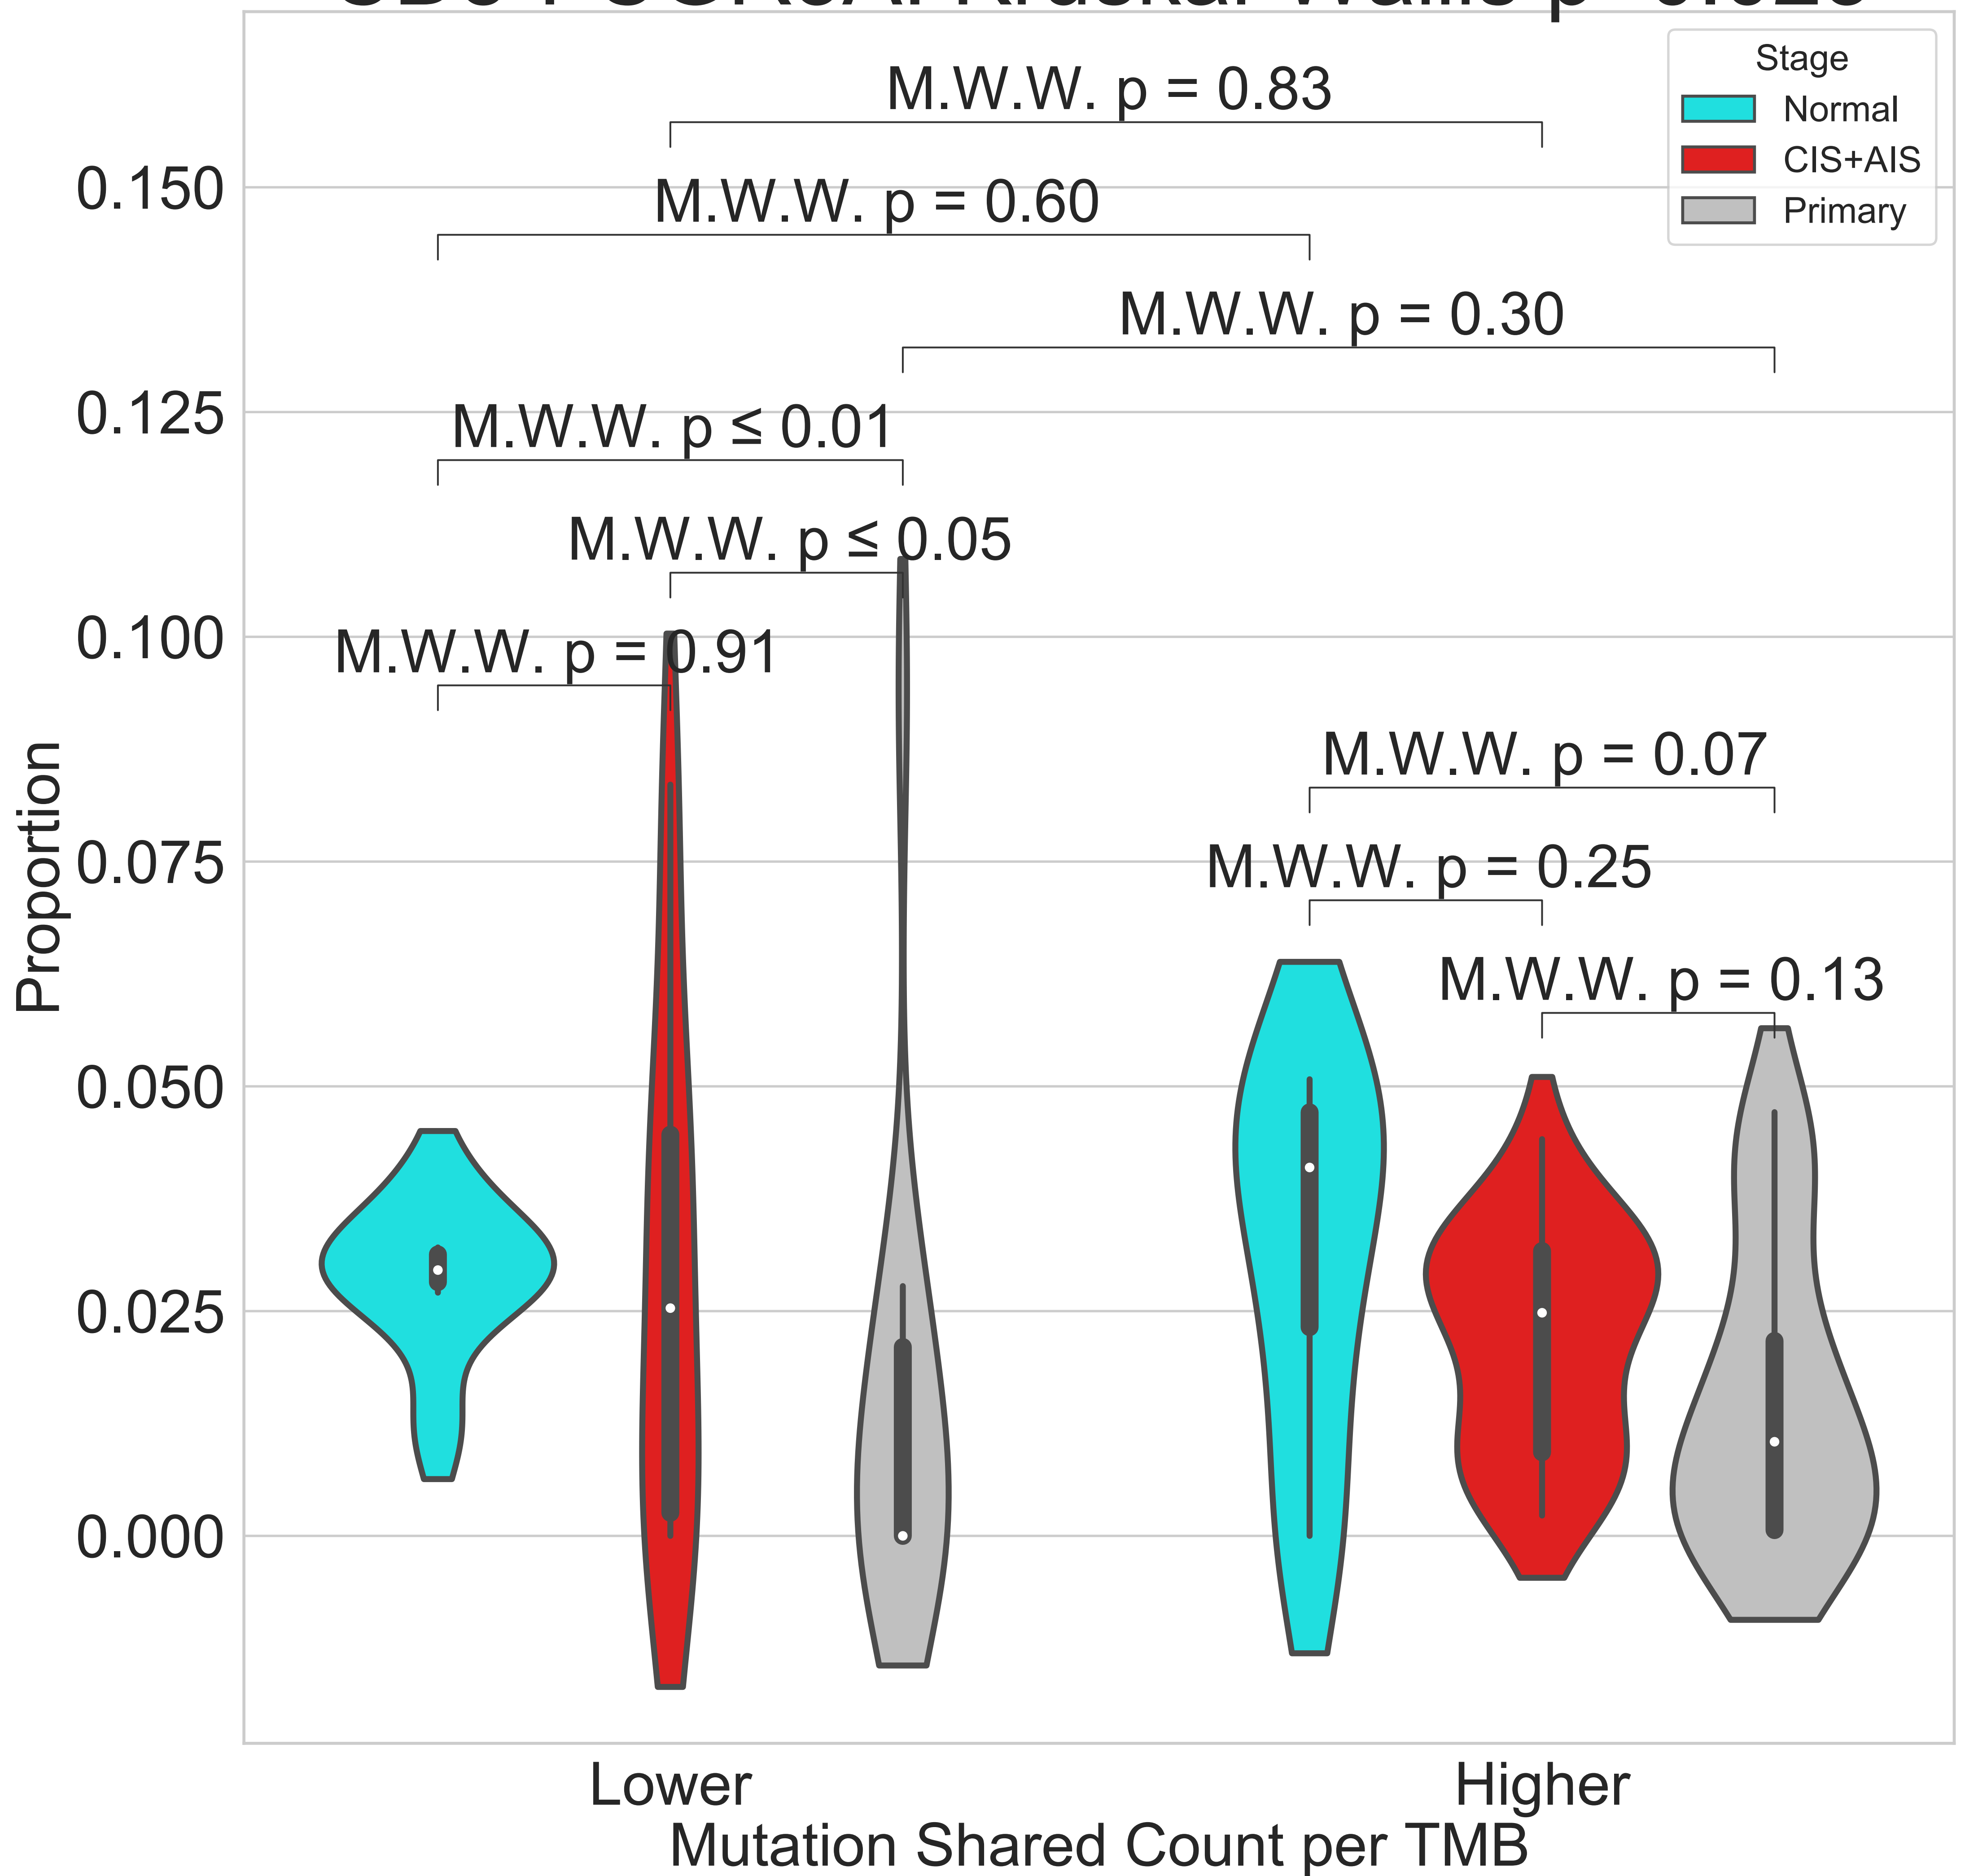 Stage
Normal
CIS+AIS
Primary
M.W.W. p = 0.83
M.W.W. p = 0.60
M.W.W. p = 0.30
M.W.W. p ≤ 0.01
M.W.W. p ≤ 0.05
M.W.W. p = 0.91
M.W.W. p = 0.07
M.W.W. p = 0.25
M.W.W. p = 0.13
0.150
0.125
0.100
0.075
0.050
0.025
0.000
Proportion
Lower
Higher
Mutation Shared Count per TMB